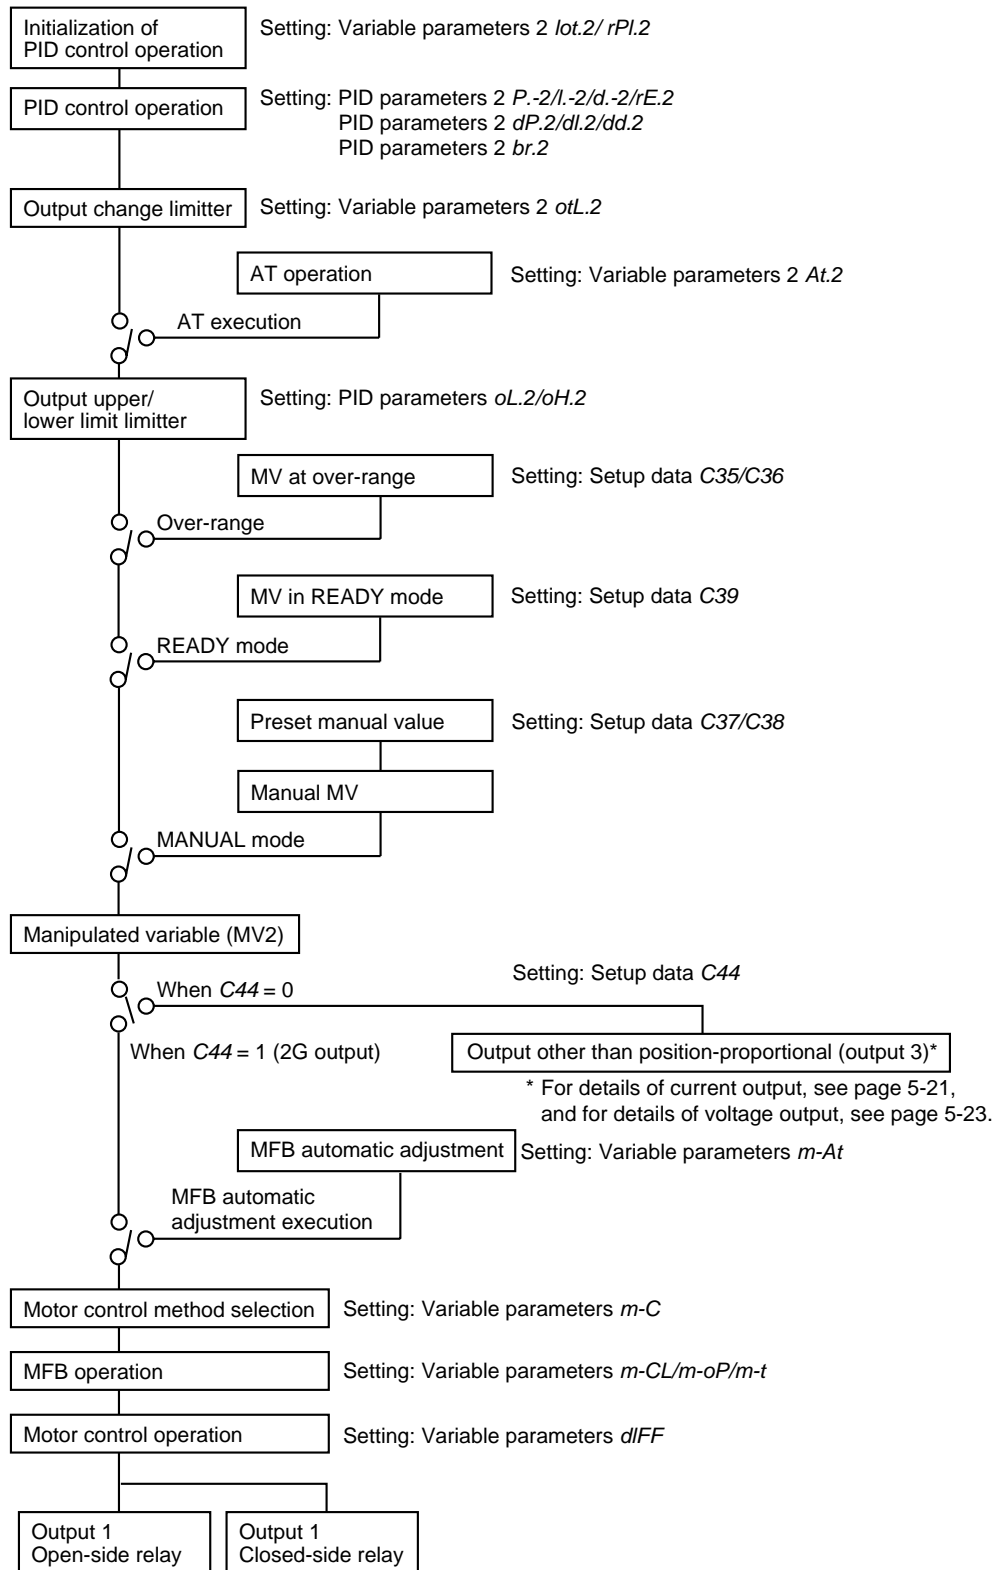 Initialization of
PID control operation
Setting: Variable parameters 2 Iot.2/ rPI.2
PID control operation
Setting: PID parameters 2 P.-2/I.-2/d.-2/rE.2
PID parameters 2 dP.2/dI.2/dd.2
PID parameters 2 br.2
Output change limitter
Setting: Variable parameters 2 otL.2
AT operation
Setting: Variable parameters 2 At.2
AT execution
Output upper/
lower limit limitter
Setting: PID parameters oL.2/oH.2
MV at over-range
Setting: Setup data C35/C36
Over-range
MV in READY mode
Setting: Setup data C39
READY mode
Preset manual value
Setting: Setup data C37/C38
Manual MV
MANUAL mode
Manipulated variable (MV2)
Setting: Setup data C44
When C44 = 0
When C44 = 1 (2G output)
Output other than position-proportional (output 3)*
* For details of current output, see page 5-21,
and for details of voltage output, see page 5-23.
MFB automatic adjustment
Setting: Variable parameters m-At
MFB automatic
adjustment execution
Motor control method selection
Setting: Variable parameters m-C
MFB operation
Setting: Variable parameters m-CL/m-oP/m-t
Motor control operation
Setting: Variable parameters dIFF
Output 1
Open-side relay
Output 1
Closed-side relay